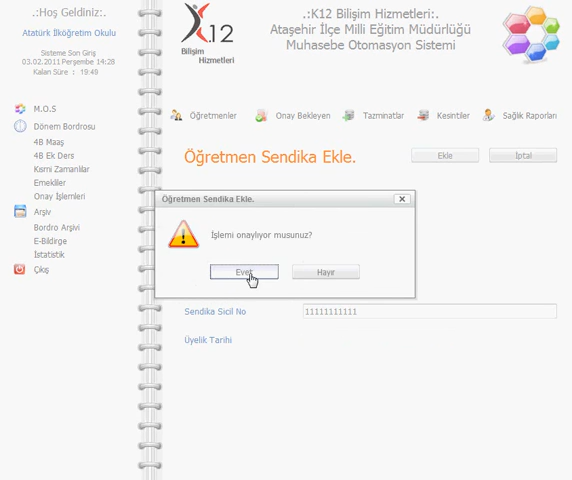 .:Hoş Geldiniz:.
Atatürk İlköğretim Okulu
Sisteme Son Giriş
03.02.2011.Perşembe 14:28
Kalan Süre : 19:49
M.O.S
Dönem Bordrosu
4B Maaş
4B Ek Ders
Kısmi Zamanlılar
Emekliler
Onay İşlemleri
Arşiv
Bordro Arşivi
E-Bildirge
İstatistik
Çıkış
K12
Bilişim
Hizmetleri
.:K12 Bilişim Hizmetleri:.
Ataşehir İlçe Milli Eğitim Müdürlüğü
Muhasebe Otomasyon Sistemi
Öğretmenler
Onay Bekleyen
Tazminatlar
Kesintiler
Sağlık Raporları
Öğretmen Sendika Ekle.
Ekle
İptal
Öğretmen Sendika Ekle.
İşlemi onaylıyor musunuz?
Evet
Hayır
Sendika Sicil No
11111111111
Üyelik Tarihi